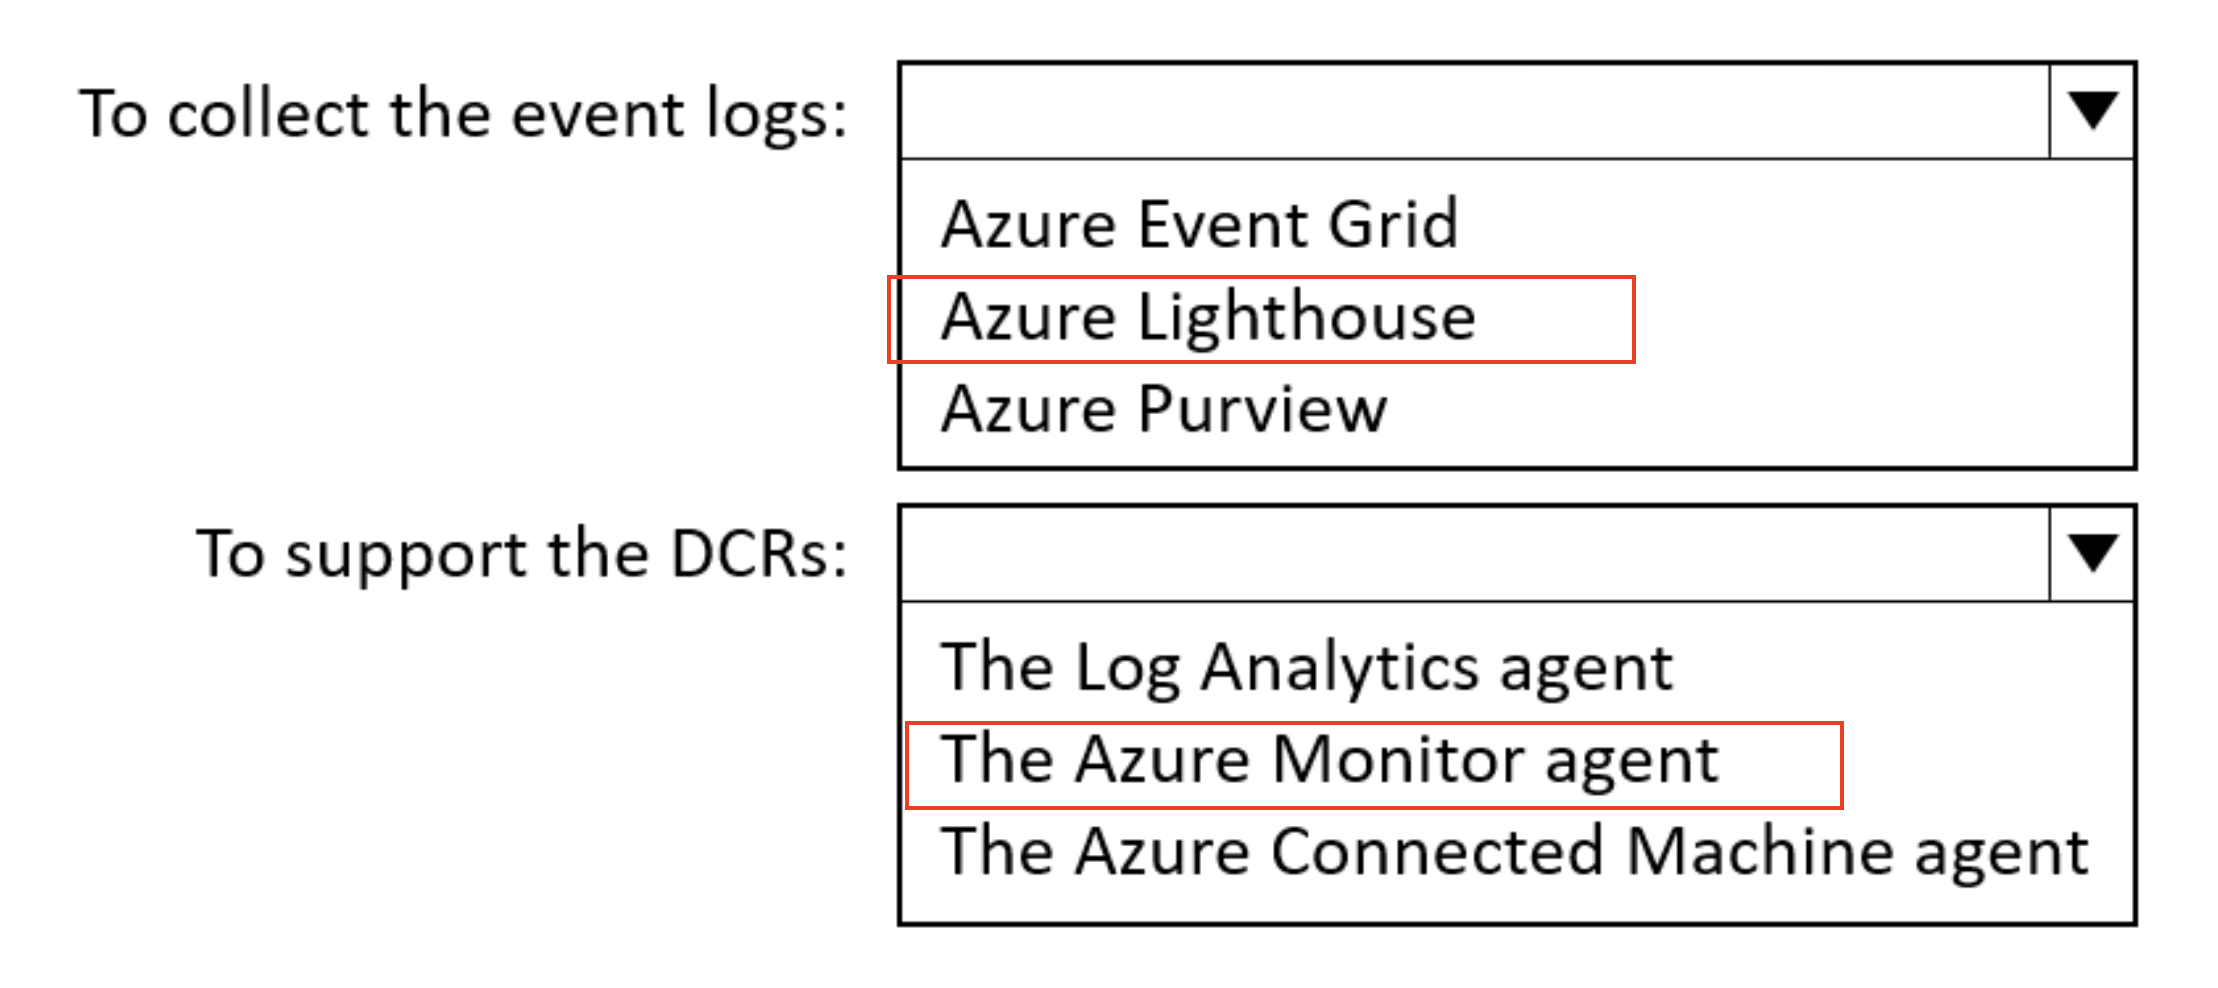 To collect the event logs:
Azure Event Grid
Azure Lighthouse
Azure Purview
To support the DCRs:
The Log Analytics agent
The Azure Monitor agent
The Azure Connected Machine agent